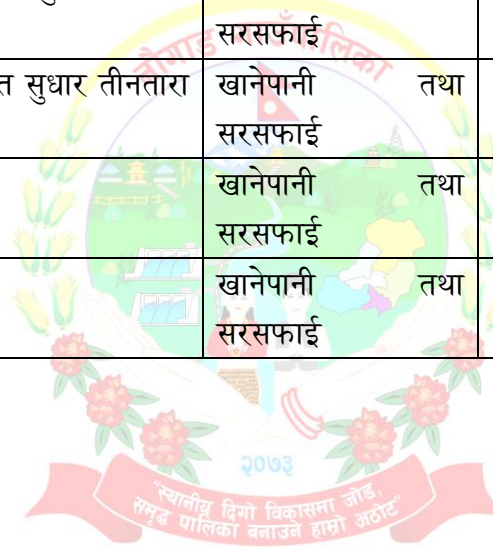 सरसफाई
त सुधार तीनतारा खानेपानी तथा
सरसफाई
खानेपानी तथा
सरसफाई
खानेपानी तथा
सरसफाई
नौगाड गाउँपालिका
२०७३
"स्थानीय दिगो विकासमा जोड,
समृद्ध पालिका बनाउने हाम्रो अठोट"